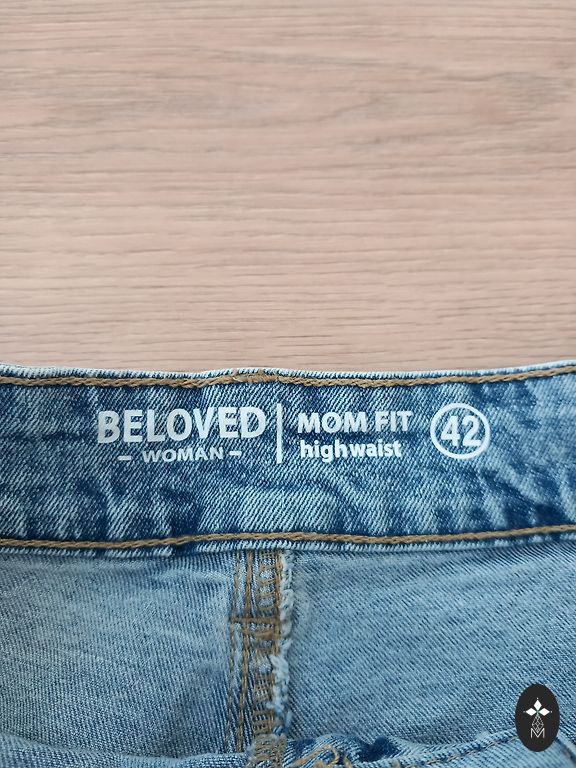 BELOVED
– WOMAN –
MOM FIT
highwaist
42